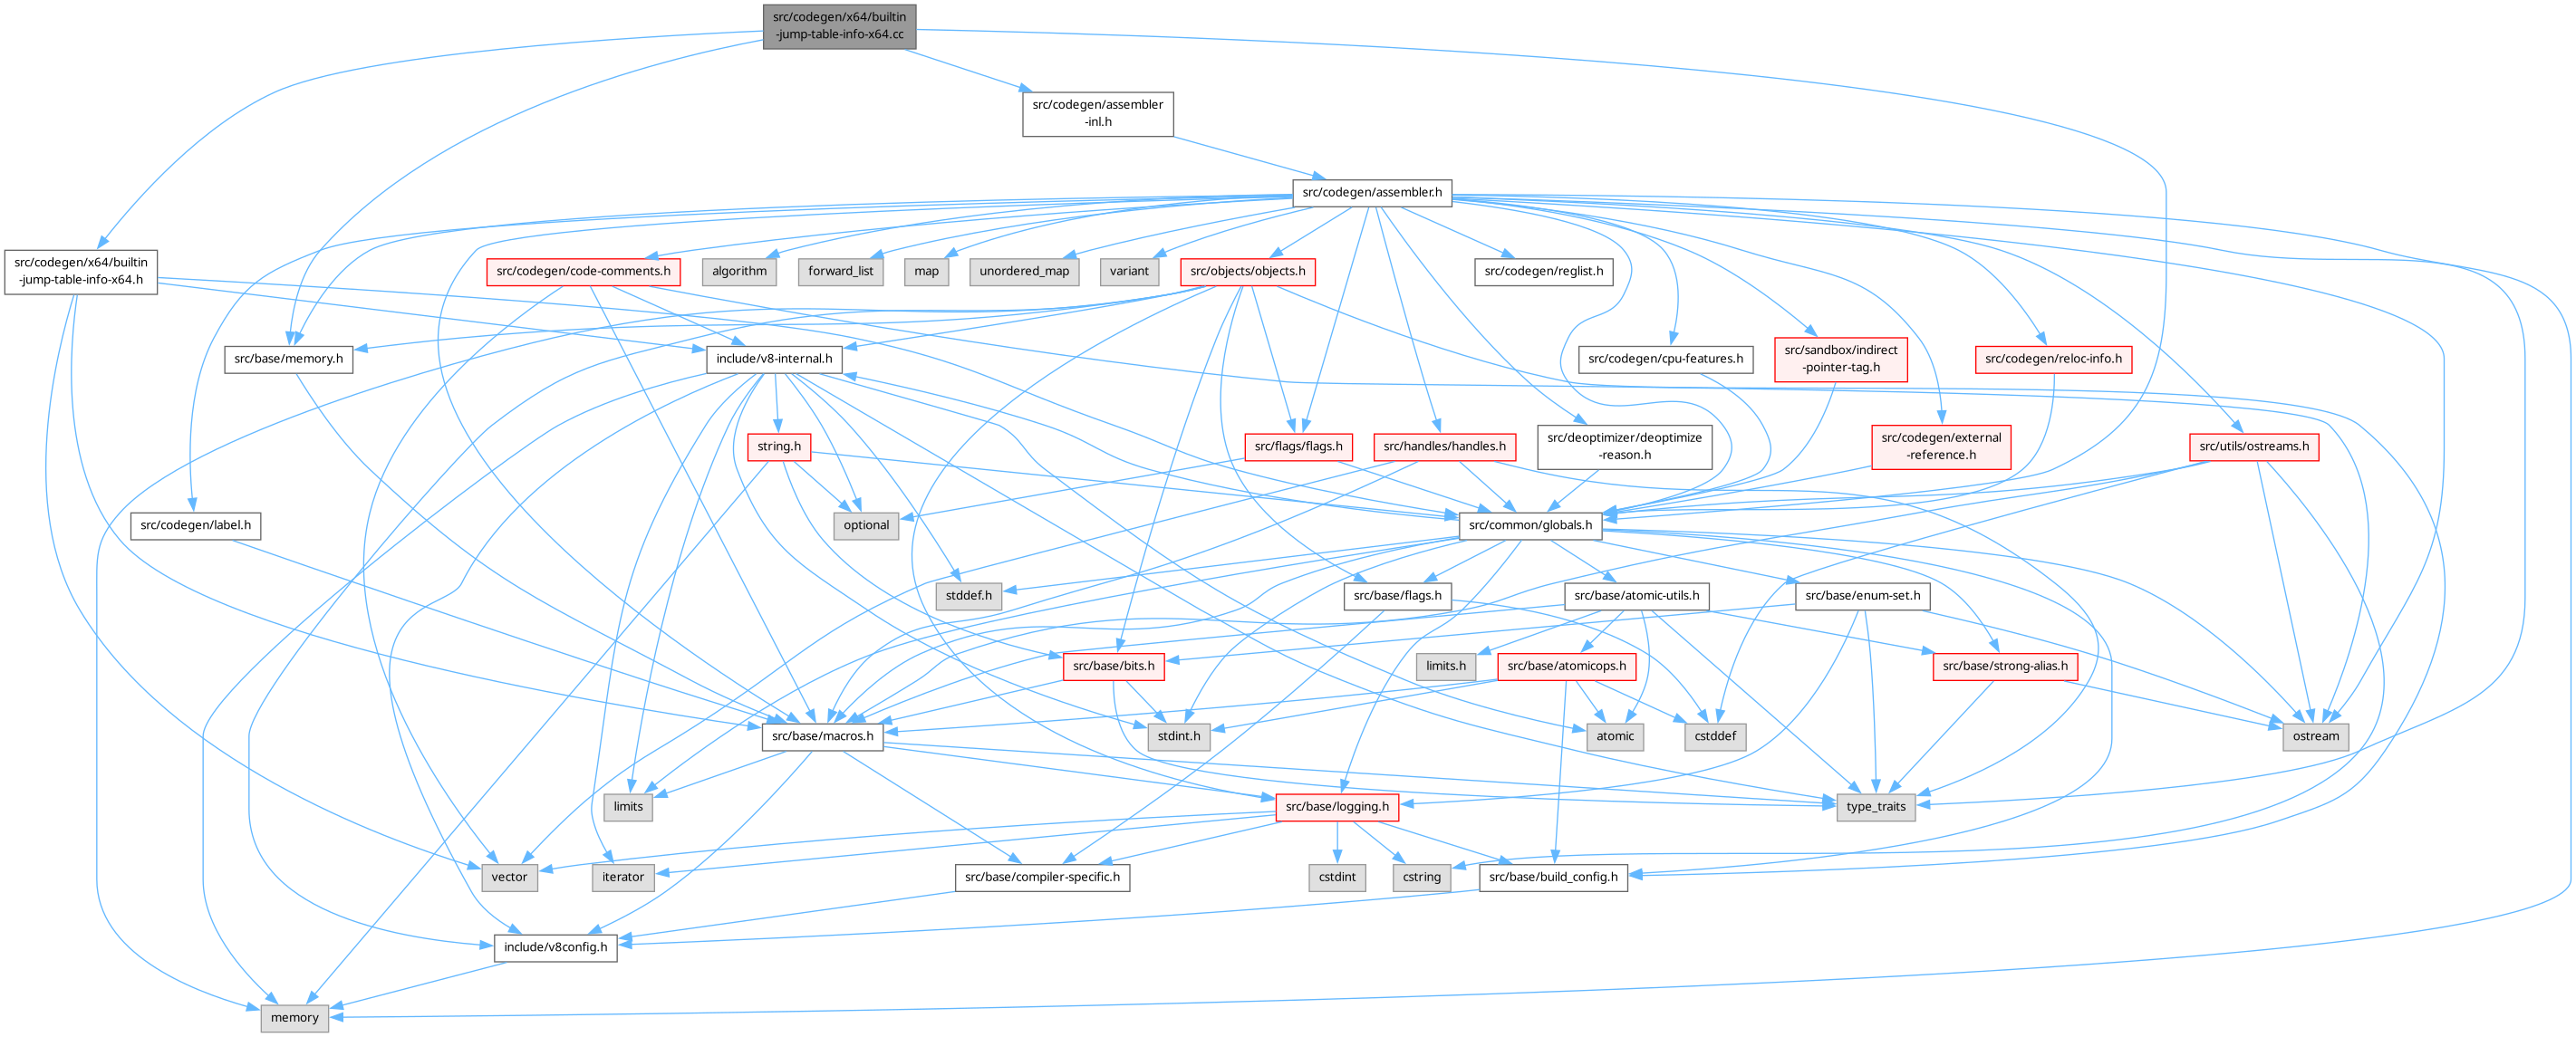 src/codegen/x64/builtin
-jump-table-info-x64.cc
src/codegen/assembler
-inl.h
src/codegen/assembler.h
src/codegen/x64/builtin
-jump-table-info-x64.h
src/codegen/code-comments.h
algorithm
forward_list
map
unordered_map
variant
src/objects/objects.h
src/codegen/reglist.h
src/base/memory.h
include/v8-internal.h
src/codegen/cpu-features.h
src/sandbox/indirect
-pointer-tag.h
src/codegen/reloc-info.h
string.h
src/flags/flags.h
src/handles/handles.h
src/deoptimizer/deoptimize
-reason.h
src/codegen/external
-reference.h
src/utils/ostreams.h
src/codegen/label.h
optional
src/common/globals.h
stddef.h
src/base/flags.h
src/base/atomic-utils.h
src/base/enum-set.h
src/base/bits.h
limits.h
src/base/atomicops.h
src/base/strong-alias.h
src/base/macros.h
stdint.h
atomic
cstddef
ostream
limits
src/base/logging.h
type_traits
vector
iterator
src/base/compiler-specific.h
cstdint
cstring
src/base/build_config.h
include/v8config.h
memory